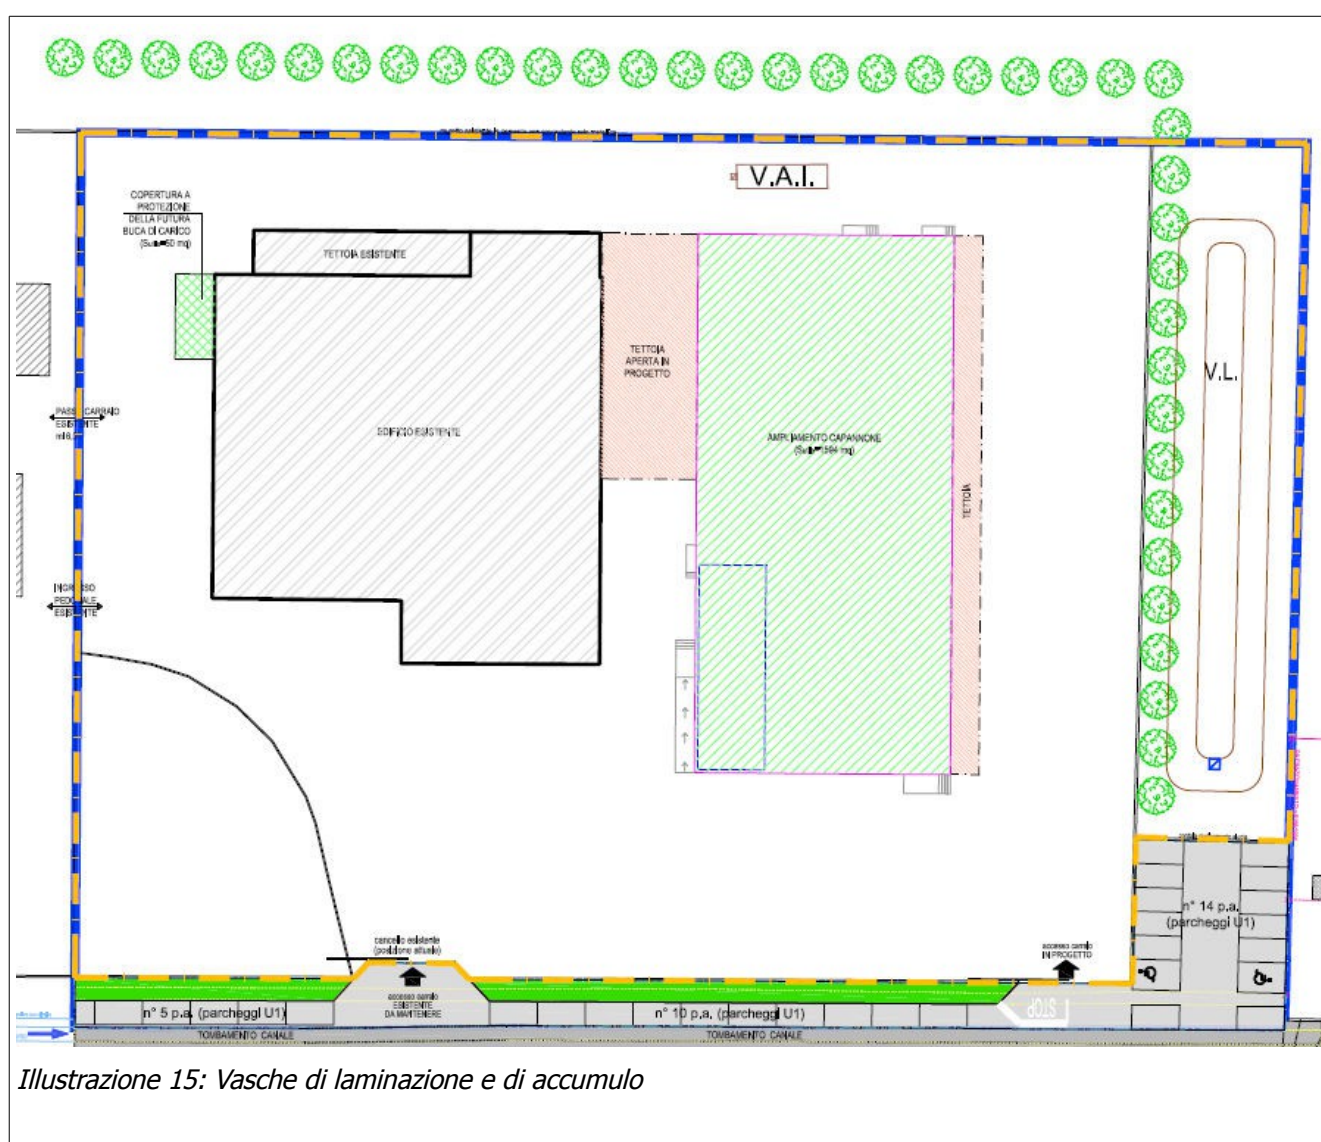 V.A.I.
COPERTURA A
PROTEZIONE
DELLA FUTURA
BUCA DI CARICO
TETTOIA ESISTENTE
TETTOIA
APERTA IN
PROGETTO
V.L.
PASSO CARRAIO
ESISTENTE
EDIFICIO ESISTENTE
AMPLIAMENTO CAPANNONE
TETTOIA
INGRESSO
PEDONALE
ESISTENTE
n° 14 p.a.
(parcheggi U1)
cancello esistente
(posizione attuale)
accesso carraio
IN PROGETTO
accesso carraio
ESISTENTE
DA MANTENERE
n° 5 p.a. (parcheggi U1)
n° 10 p.a. (parcheggi U1)
STOP
TOMBAMENTO CANALE
TOMBAMENTO CANALE
Illustrazione 15: Vasche di laminazione e di accumulo